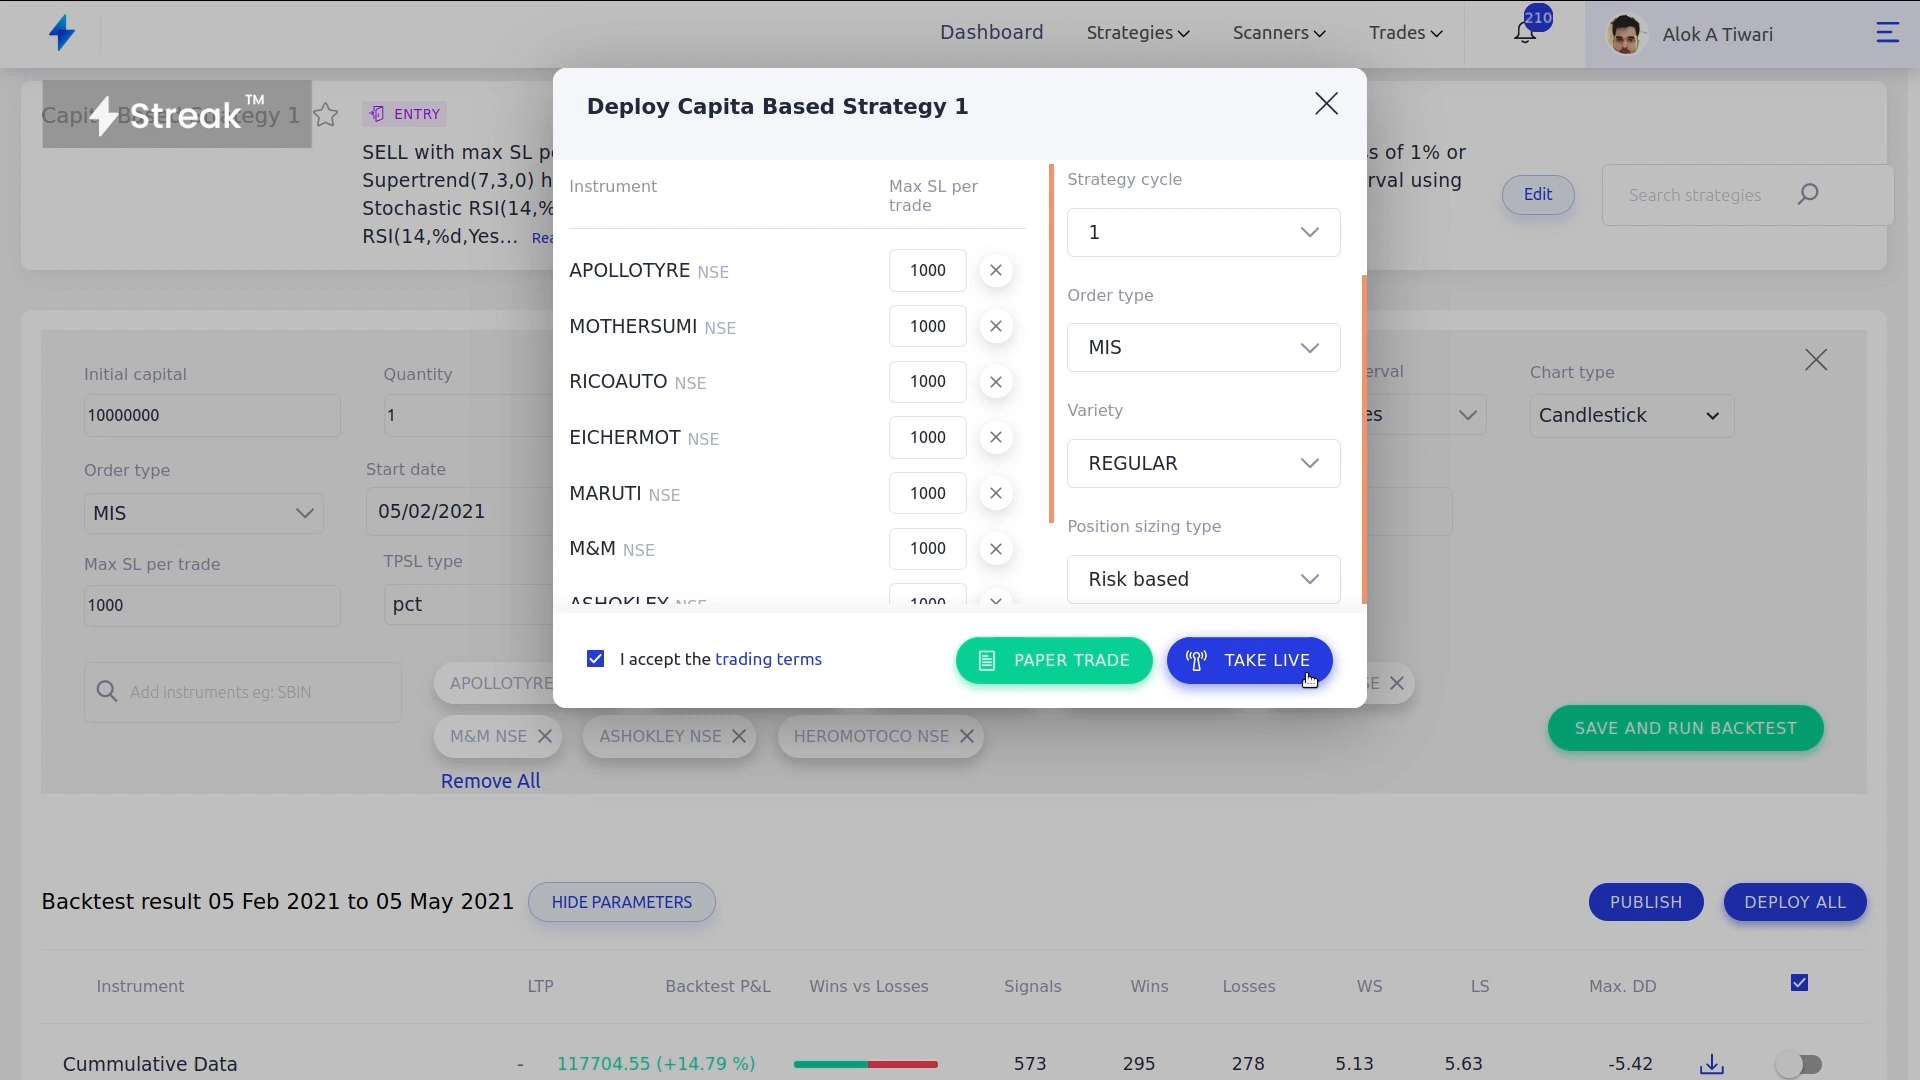 Dashboard
Strategies
Scanners
Trades
210
Alok A Tiwari
Streak™
ENTRY
SELL with max SL p
Supertrend(7,3,0) h
Stochastic RSI(14,%
RSI(14,%d,Yes...
s of 1% or
rval using
Edit
Search strategies
Deploy Capita Based Strategy 1
Instrument
Max SL per
trade
APOLLOTYRE NSE 1000
MOTHERSUMI NSE 1000
RICOAUTO NSE 1000
EICHERMOT NSE 1000
MARUTI NSE 1000
M&M NSE 1000
ASHOKLEY NSE 1000
Strategy cycle
1
Order type
MIS
Variety
REGULAR
Position sizing type
Risk based
I accept the trading terms
PAPER TRADE
TAKE LIVE
Initial capital
10000000
Quantity
1
erval
es
Chart type
Candlestick
Order type
MIS
Start date
05/02/2021
Max SL per trade
1000
TPSL type
pct
Add instruments eg: SBIN
APOLLOTYRE
SE
M&M NSE
ASHOKLEY NSE
HEROMOTOCO NSE
Remove All
SAVE AND RUN BACKTEST
Backtest result 05 Feb 2021 to 05 May 2021
HIDE PARAMETERS
PUBLISH
DEPLOY ALL
Instrument LTP Backtest P&L Wins vs Losses Signals Wins Losses WS LS Max. DD
Cummulative Data - 117704.55 (+14.79 %) 573 295 278 5.13 5.63 -5.42